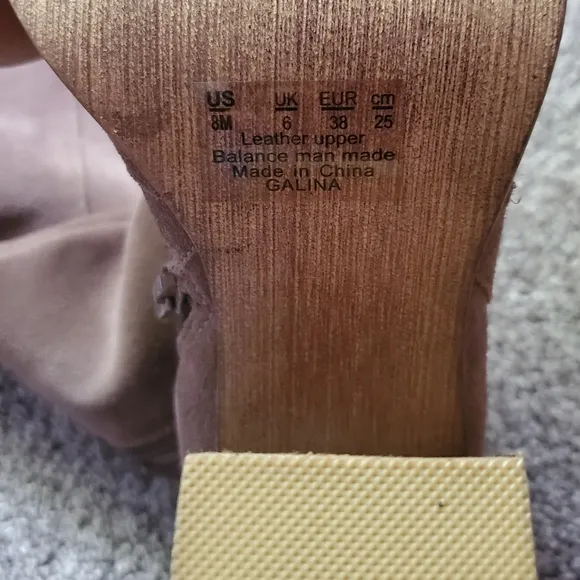 US UK EUR cm
8M 6 38 25
Leather upper
Balance man made
Made in China
GALINA